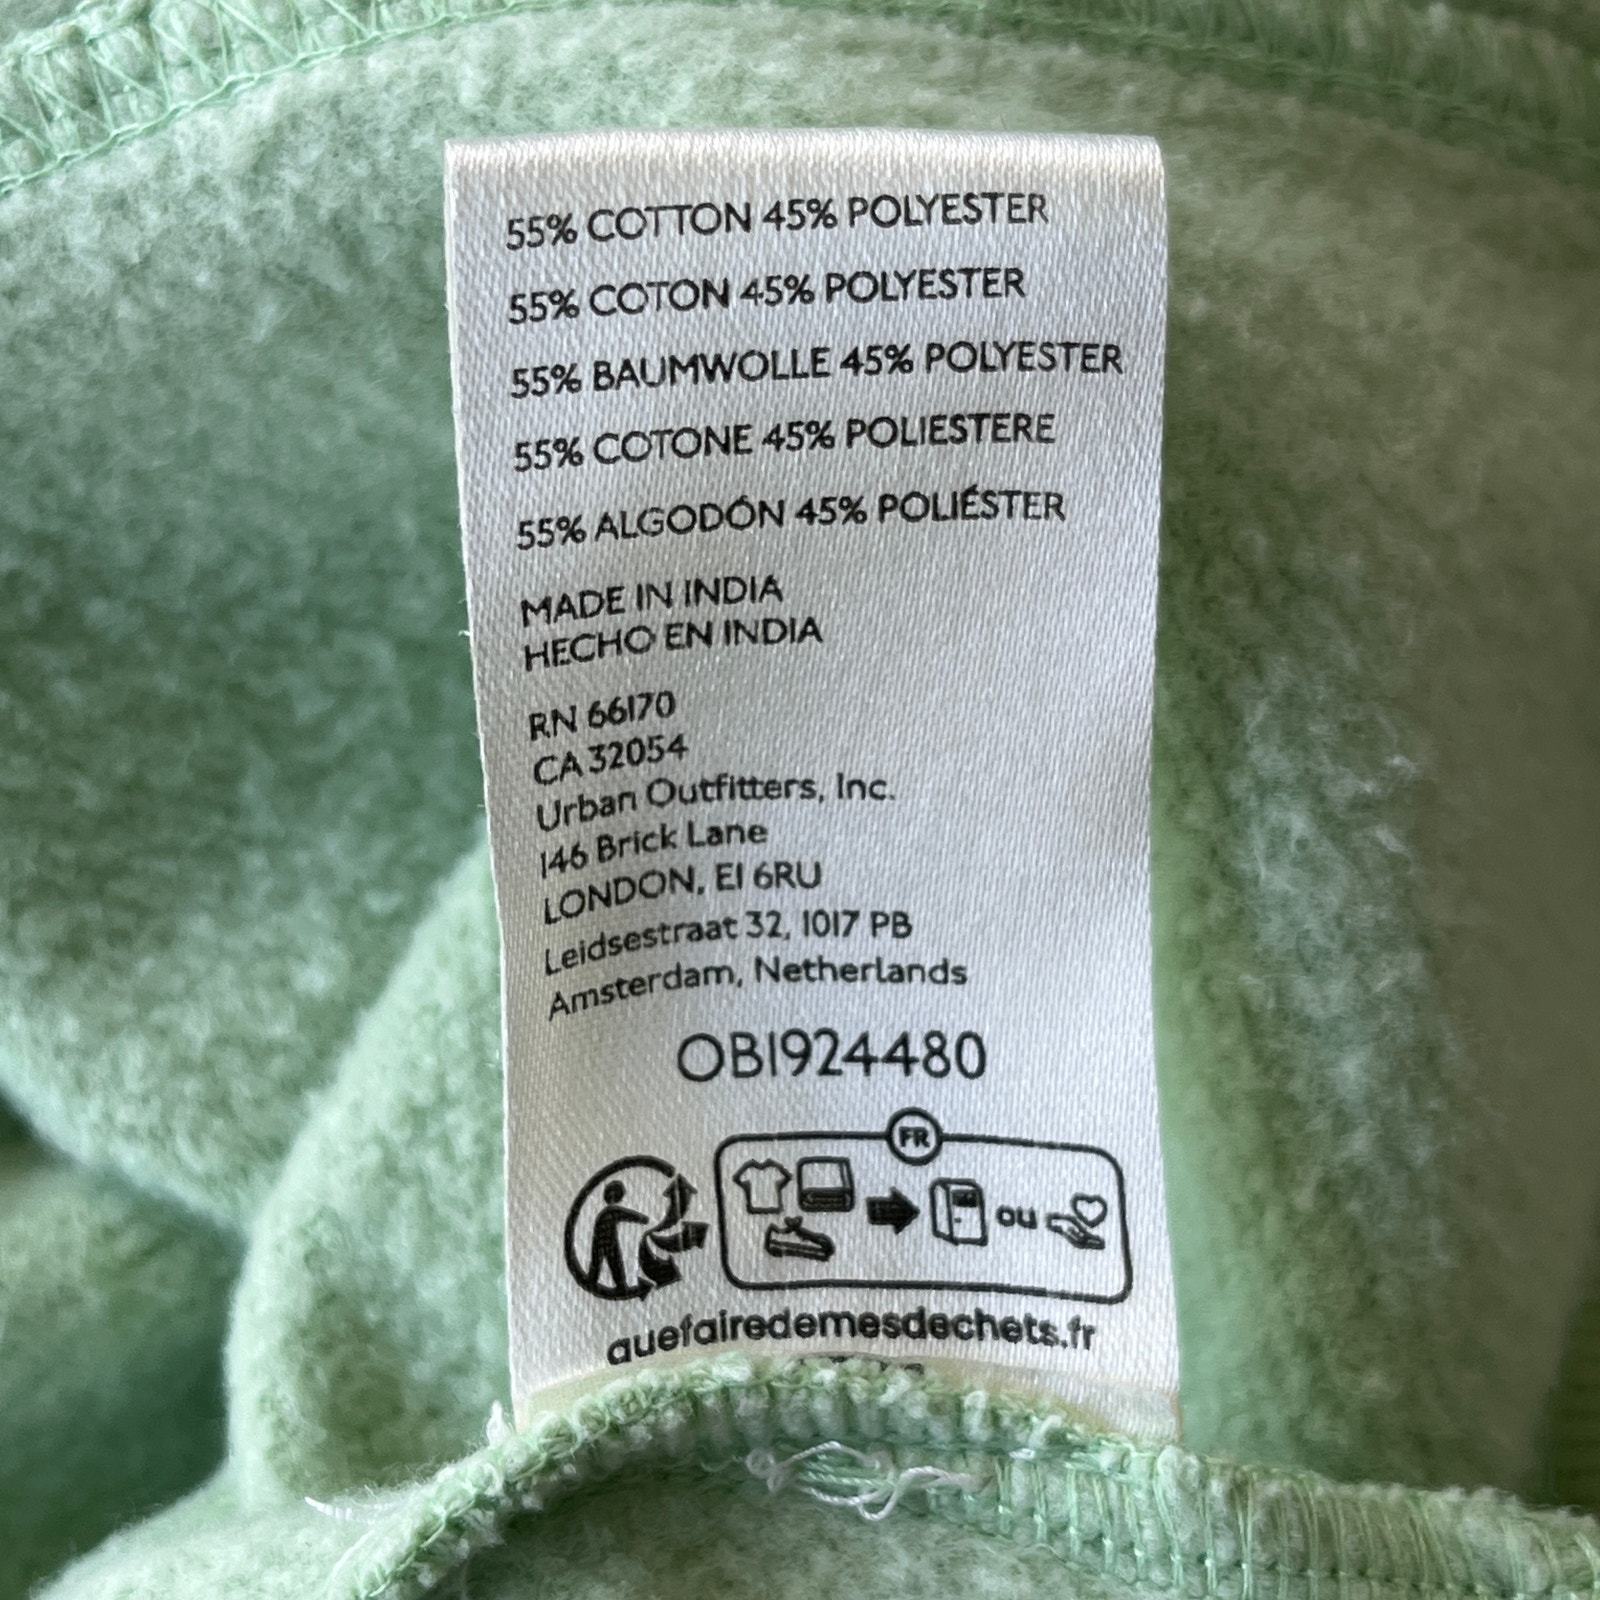 55% COTTON 45% POLYESTER
55% COTON 45% POLYESTER
55% BAUMWOLLE 45% POLYESTER
55% COTONE 45% POLIESTERE
55% ALGODÓN 45% POLIÉSTER
MADE IN INDIA
HECHO EN INDIA
RN 66170
CA 32054
Urban Outfitters, Inc.
146 Brick Lane
LONDON, E1 6RU
Leidsestraat 32, 1017 PB
Amsterdam, Netherlands
OB1924480
FR
ou
quefairedemesdechets.fr